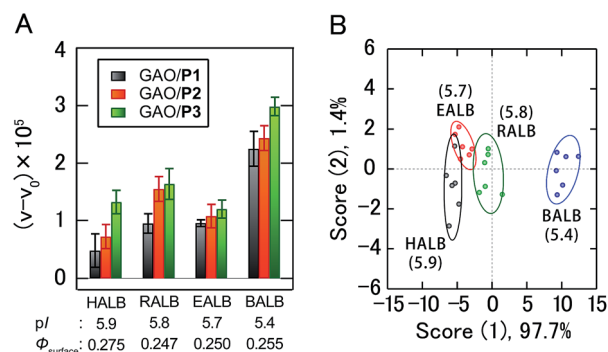 A
(v−v0) × 10^5
4
3
2
1
0
GAO/P1
GAO/P2
GAO/P3
HALB RALB EALB BALB
pI : 5.9 5.8 5.7 5.4
Φsurface : 0.275 0.247 0.250 0.255
B
Score (2), 1.4%
6
4
2
0
-2
-4
-6
(5.7)
EALB
(5.8)
RALB
HALB
(5.9)
BALB
(5.4)
-15 -10 -5 0 5 10 15
Score (1), 97.7%